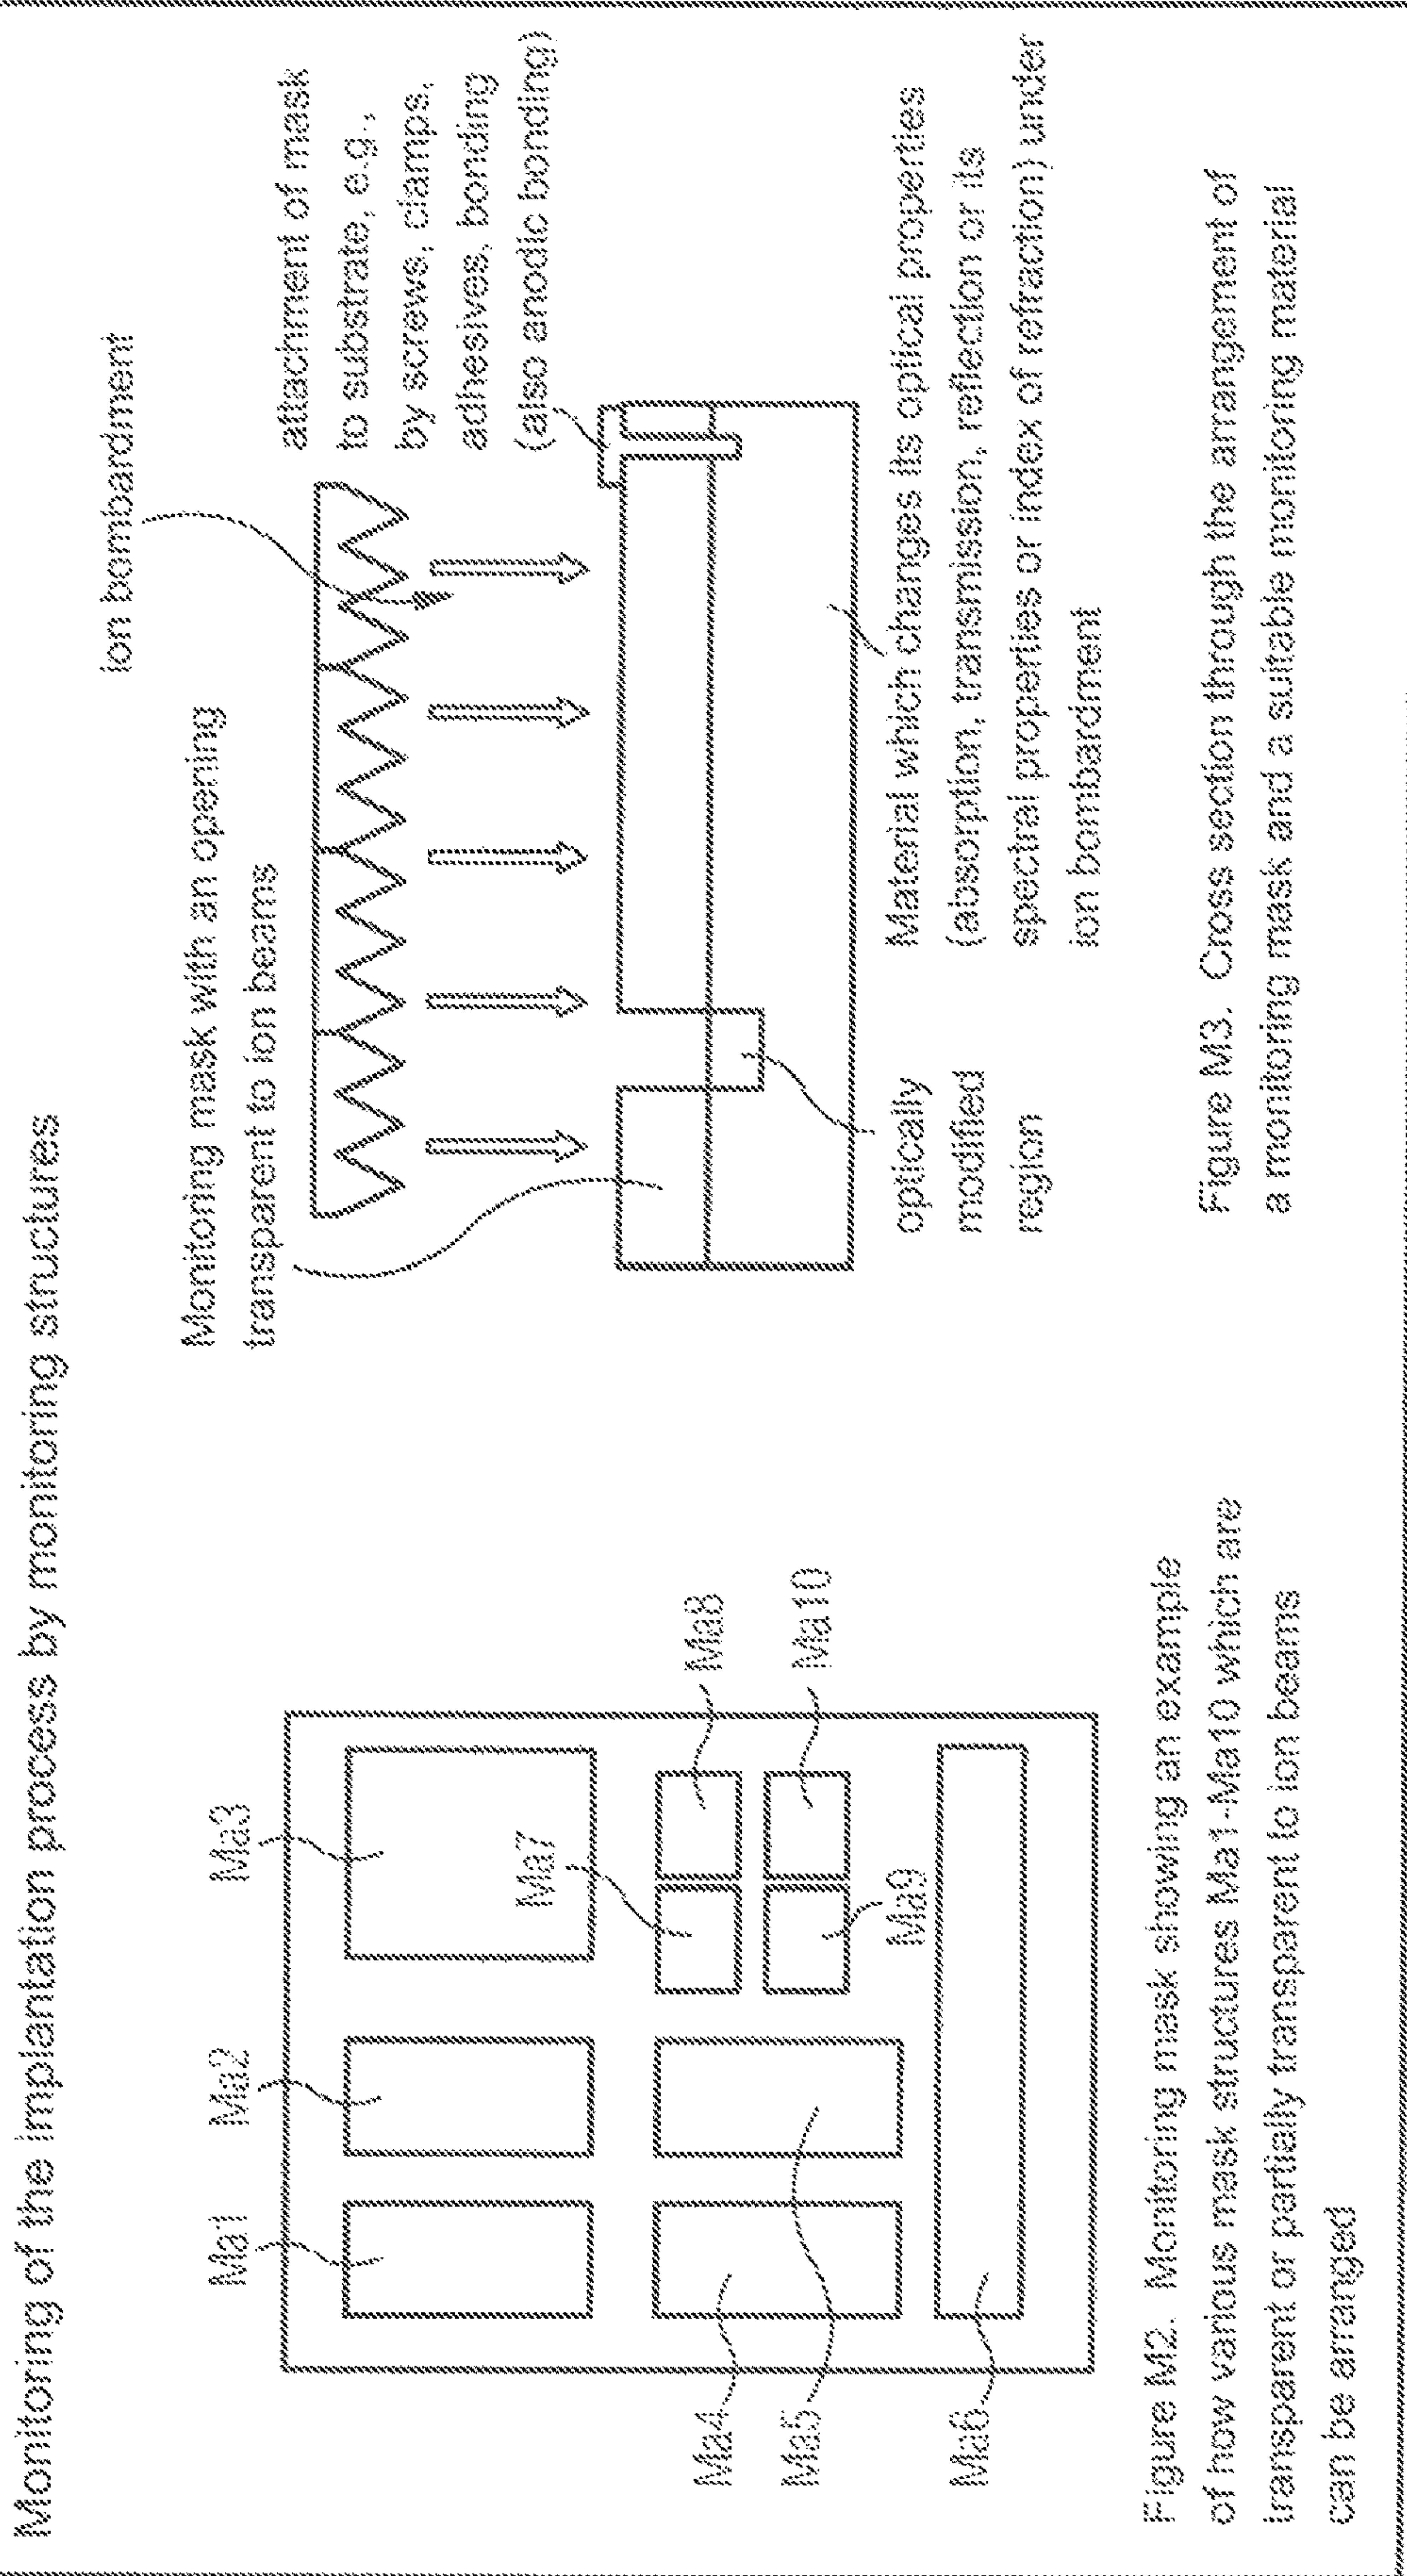 Monitoring of the implantation process by monitoring structures
Ma1
Ma2
Ma3
Ma7
Ma8
Ma10
Ma9
Ma4
Ma5
Ma6
Figure M2. Monitoring mask showing an example
of how various mask structures Ma1-Ma10 which are
transparent or partially transparent to ion beams
can be arranged
ion bombardment
Monitoring mask with an opening
transparent to ion beams
attachment of mask
to substrate, e.g.,
by screws, clamps,
adhesives, bonding
(also anodic bonding)
optically
modified
region
Material which changes its optical properties
(absorption, transmission, reflection or its
spectral properties or index of refraction) under
ion bombardment
Figure M3. Cross section through the arrangement of
a monitoring mask and a suitable monitoring material